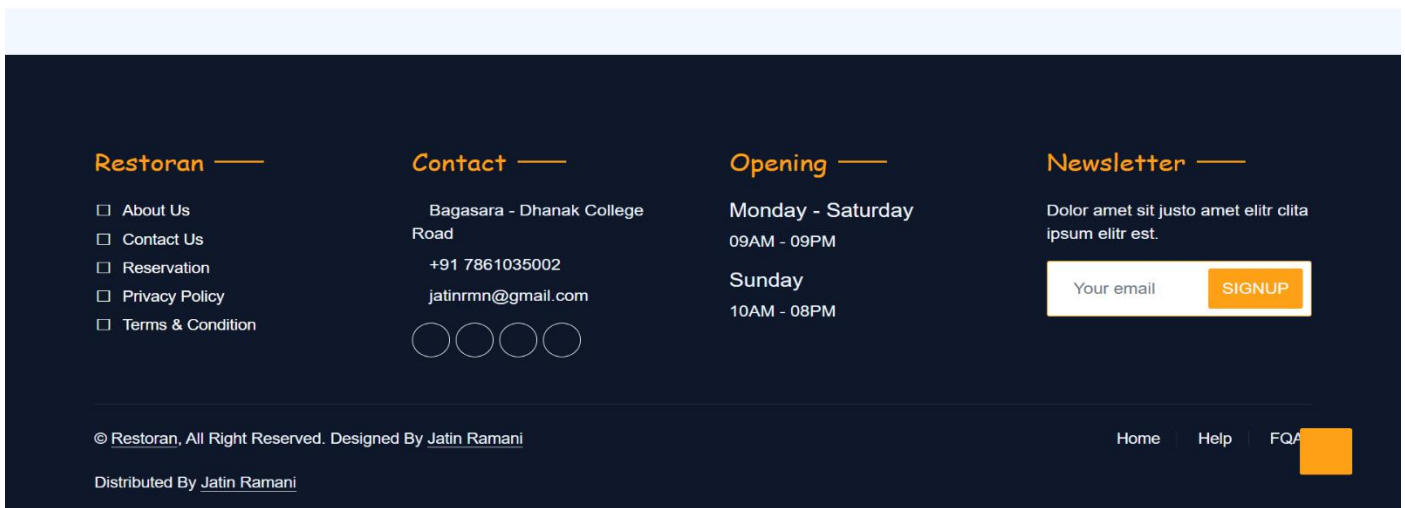 Restoran
About Us
Contact Us
Reservation
Privacy Policy
Terms & Condition
Contact
Bagasara - Dhanak College
Road
+91 7861035002
jatinrmn@gmail.com
Opening
Monday - Saturday
09AM - 09PM
Sunday
10AM - 08PM
Newsletter
Dolor amet sit justo amet elitr clita
ipsum elitr est.
Your email SIGNUP
© Restoran, All Right Reserved. Designed By Jatin Ramani
Distributed By Jatin Ramani
Home Help FQA